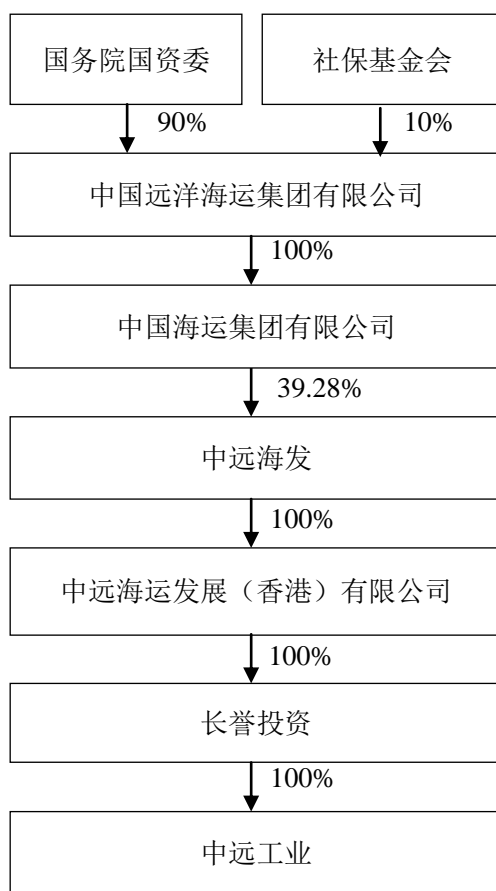 国务院国资委
社保基金会
90%
10%
中国远洋海运集团有限公司
100%
中国海运集团有限公司
39.28%
中远海发
100%
中远海运发展（香港）有限公司
100%
长誉投资
100%
中远工业